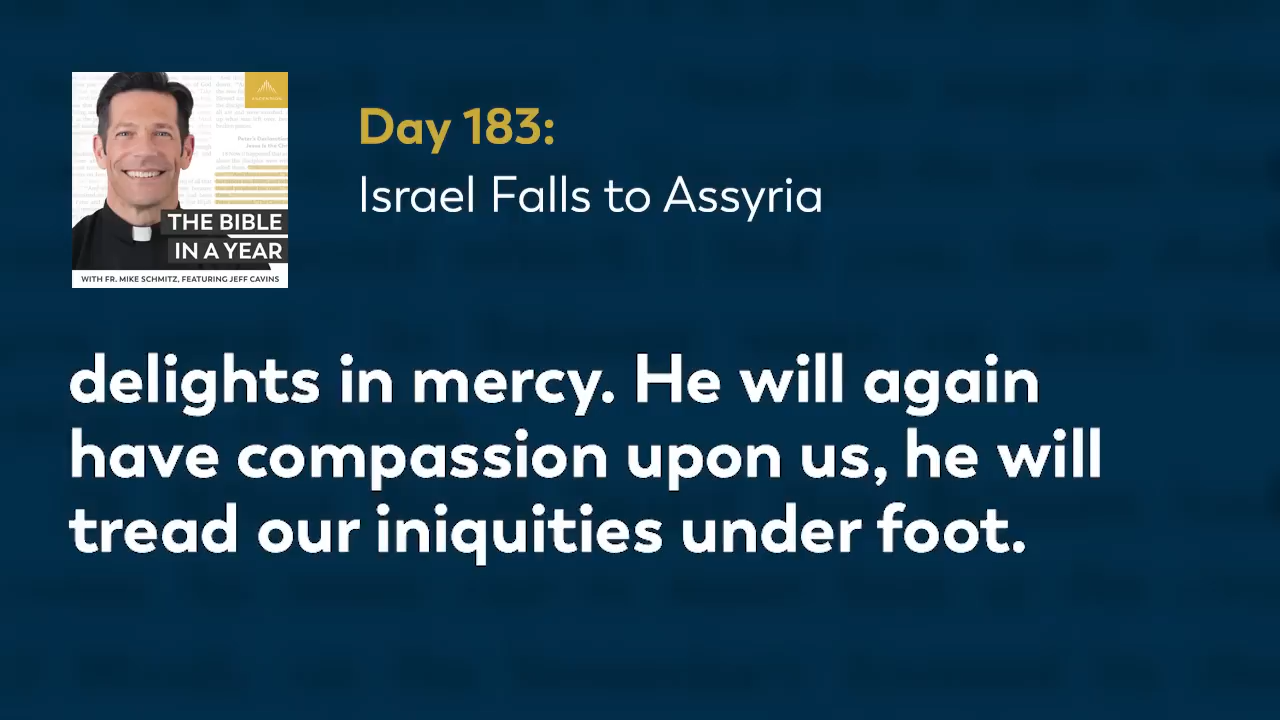 Day 183:
Israel Falls to Assyria
THE BIBLE
IN A YEAR
WITH FR. MIKE SCHMITZ, FEATURING JEFF CAVINS
delights in mercy. He will again
have compassion upon us, he will
tread our iniquities under foot.